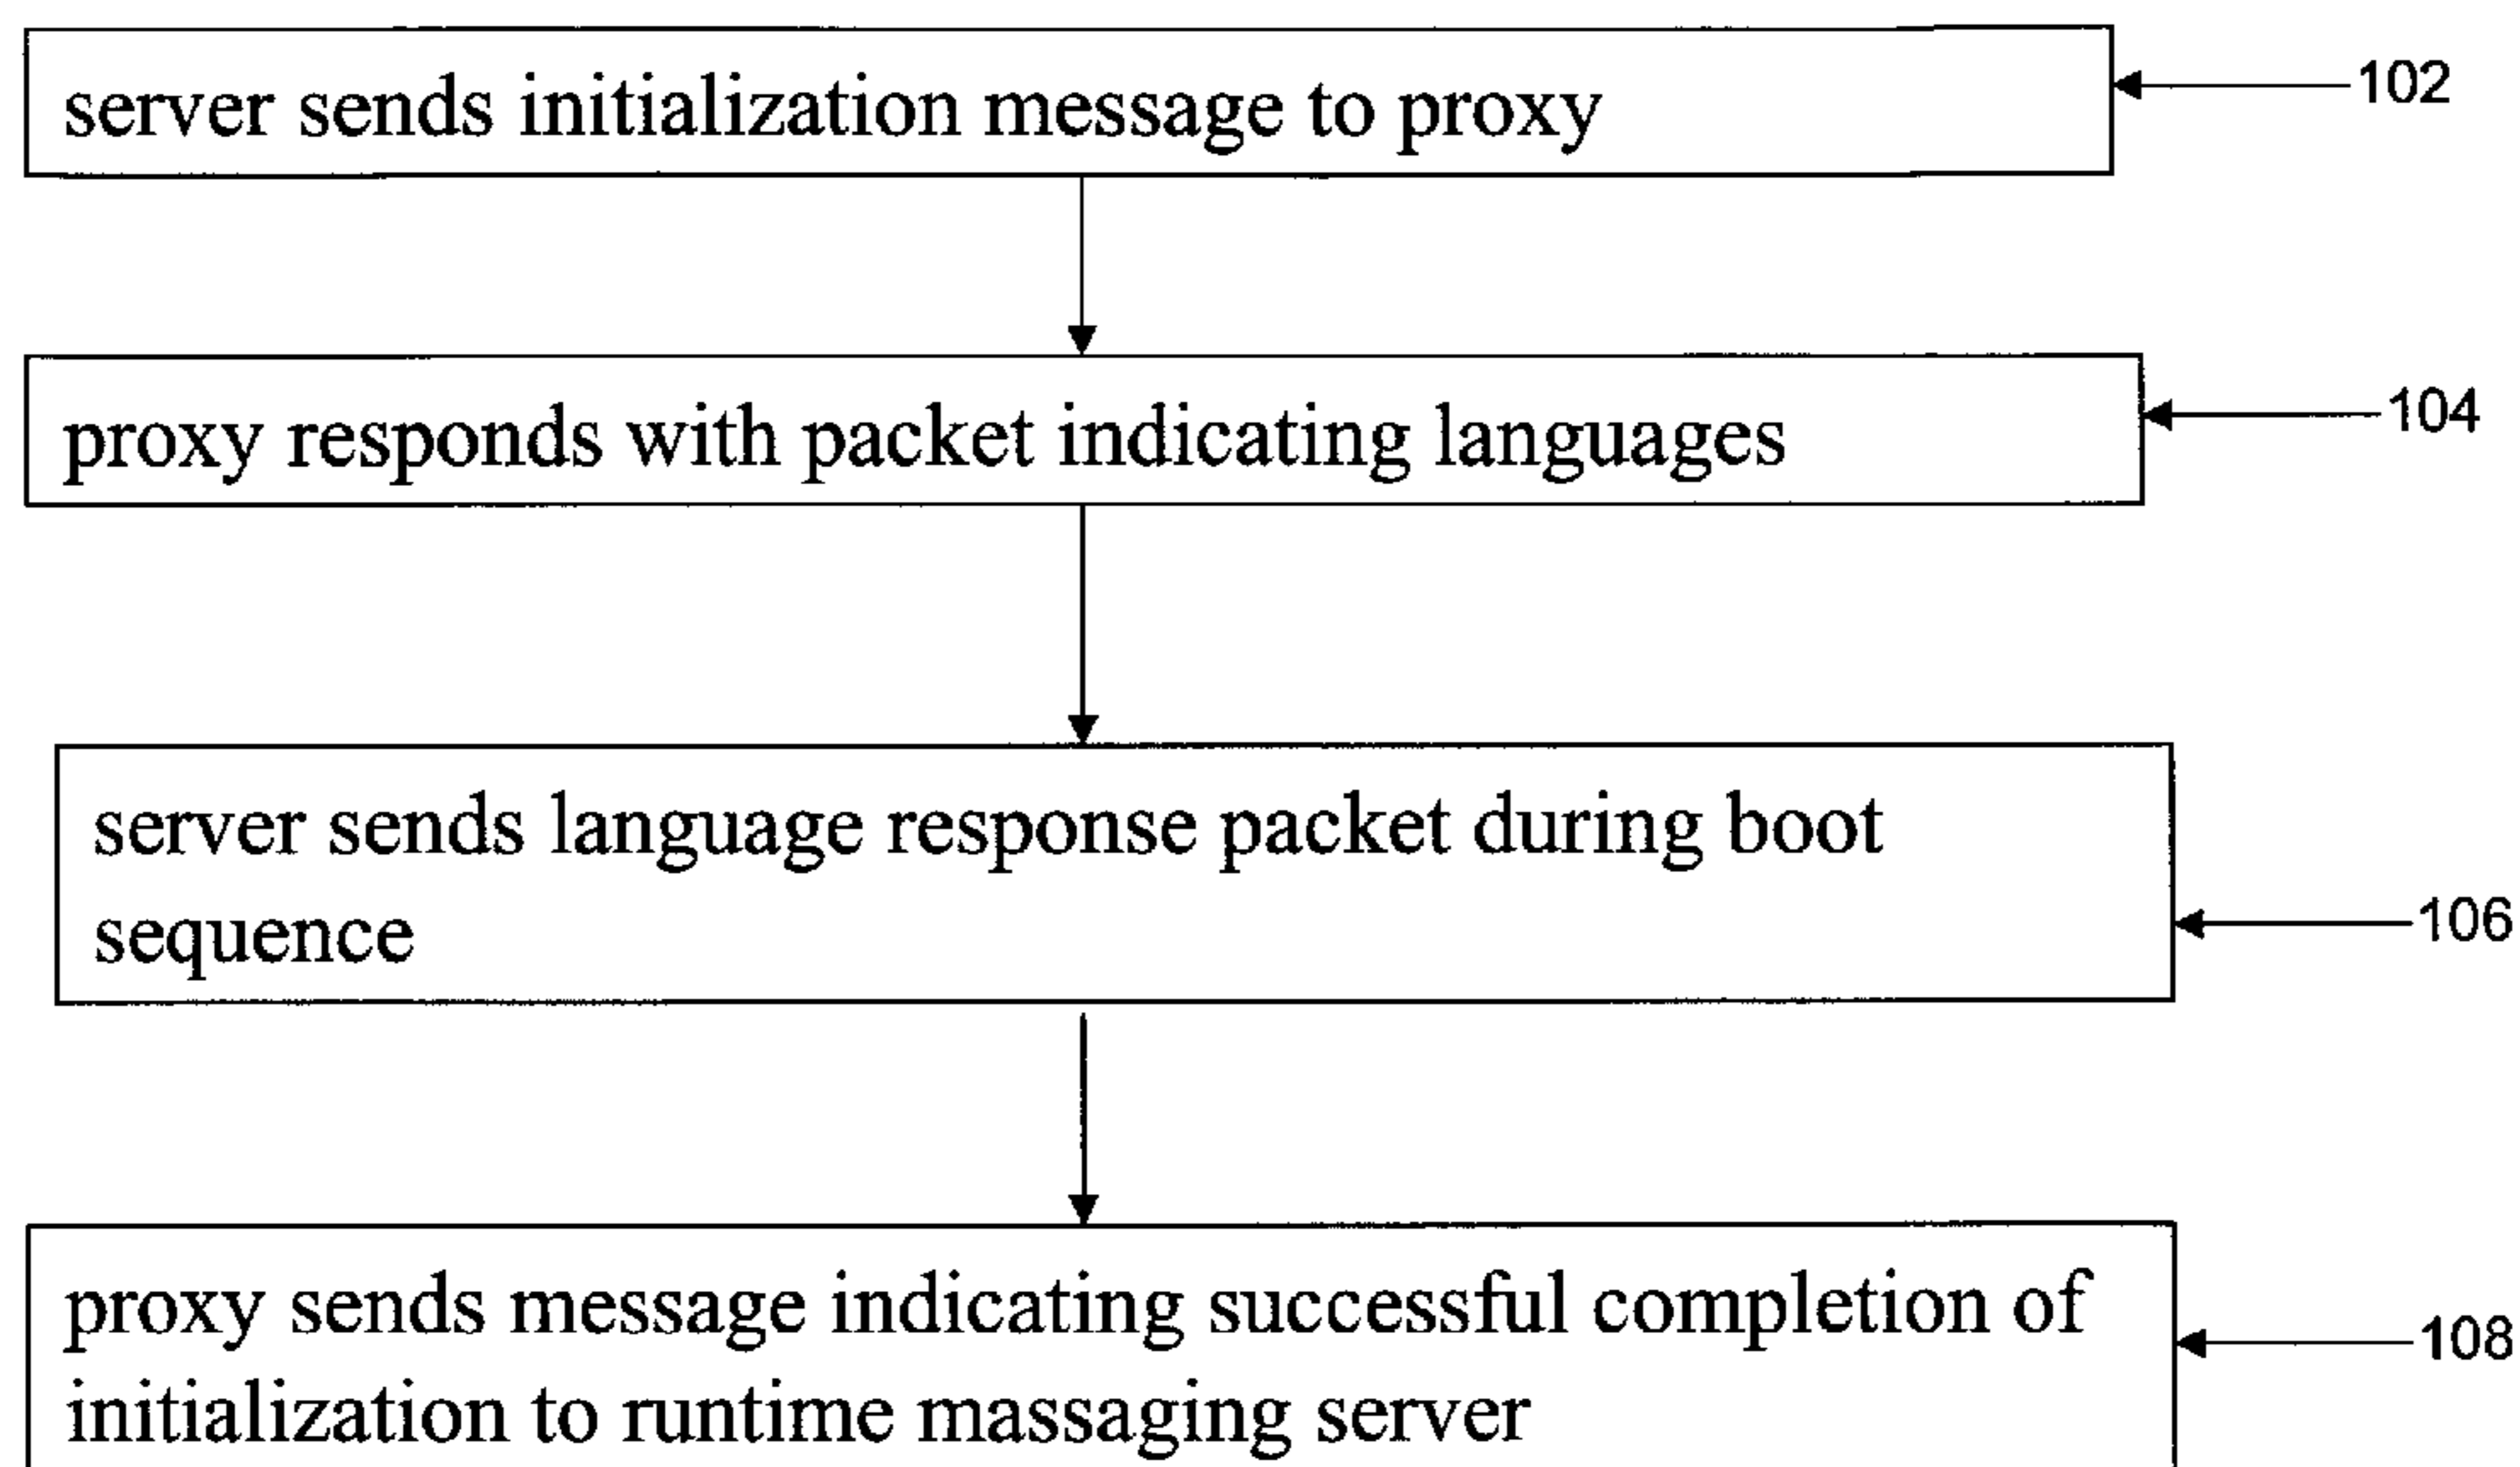 server sends initialization message to proxy
102
proxy responds with packet indicating languages
104
server sends language response packet during boot
sequence
106
proxy sends message indicating successful completion of
108
initialization to runtime massaging server